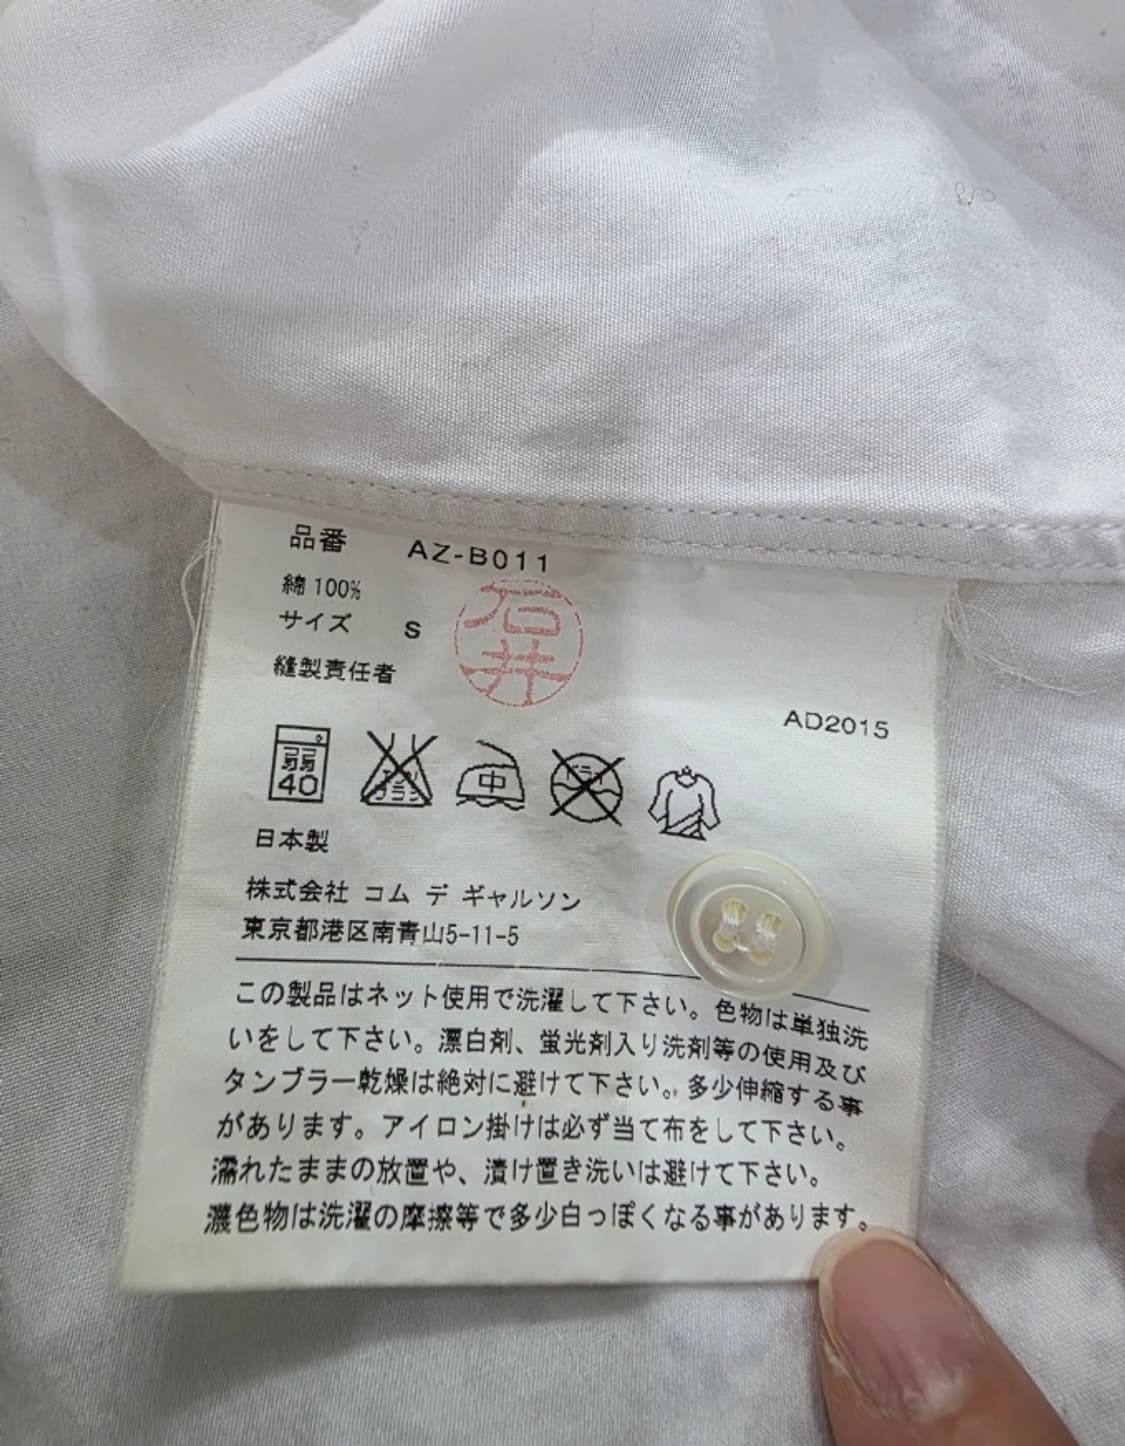 品番 AZ-B011
綿 100%
サイズ S
縫製責任者
石井
AD2015
弱
40
エンソ
サラシ
中
ドライ
日本製
株式会社 コム デ ギャルソン
東京都港区南青山5-11-5
この製品はネット使用で洗濯して下さい。色物は単独洗
いをして下さい。漂白剤、蛍光剤入り洗剤等の使用及び
タンブラー乾燥は絶対に避けて下さい。多少伸縮する事
があります。アイロン掛けは必ず当て布をして下さい。
濡れたままの放置や、漬け置き洗いは避けて下さい。
濃色物は洗濯の摩擦等で多少白っぽくなる事があります。